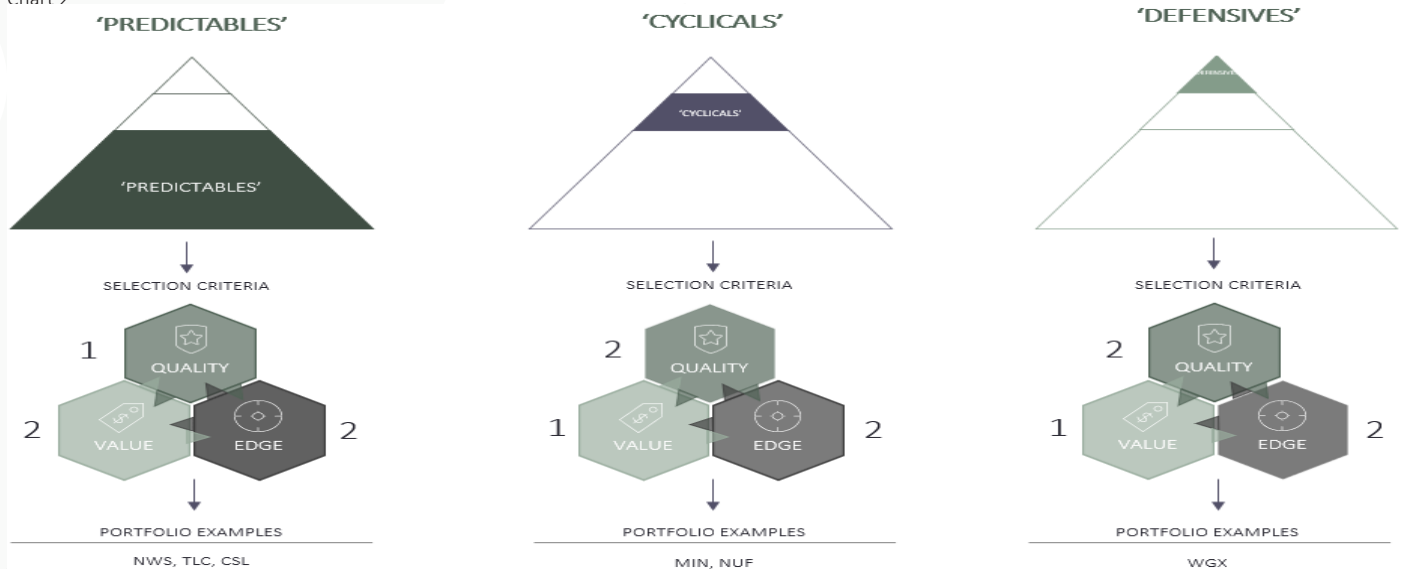 Chart 2
‘PREDICTABLES’
‘PREDICTABLES’
SELECTION CRITERIA
1
QUALITY
2
VALUE
EDGE
2
PORTFOLIO EXAMPLES
NWS, TLC, CSL
‘CYCLICALS’
‘CYCLICALS’
SELECTION CRITERIA
2
QUALITY
1
VALUE
EDGE
2
PORTFOLIO EXAMPLES
MIN, NUF
‘DEFENSIVES’
SELECTION CRITERIA
2
QUALITY
1
VALUE
EDGE
2
PORTFOLIO EXAMPLES
WGX